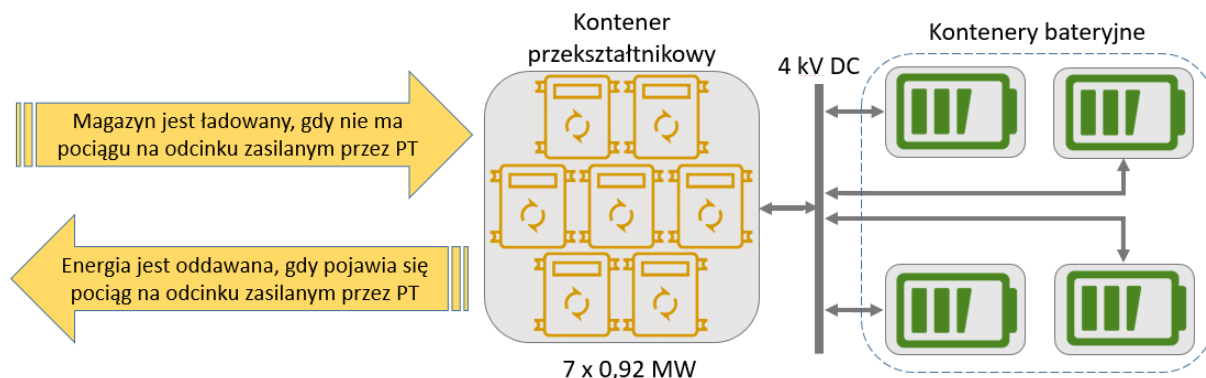 Kontener
przekształtnikowy
4 kV DC
Kontenery bateryjne
Magazyn jest ładowany, gdy nie ma
pociągu na odcinku zasilanym przez PT
Energia jest oddawana, gdy pojawia się
pociąg na odcinku zasilanym przez PT
7 x 0,92 MW